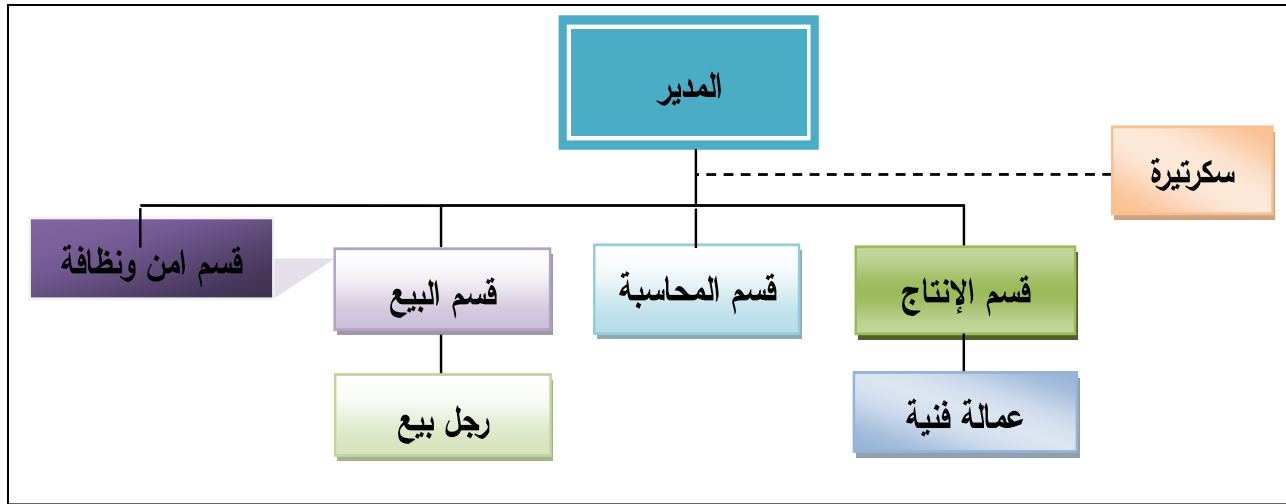 المدير
سكرتيرة
قسم الإنتاج
قسم المحاسبة
قسم البيع
قسم امن ونظافة
عمالة فنية
رجل بيع